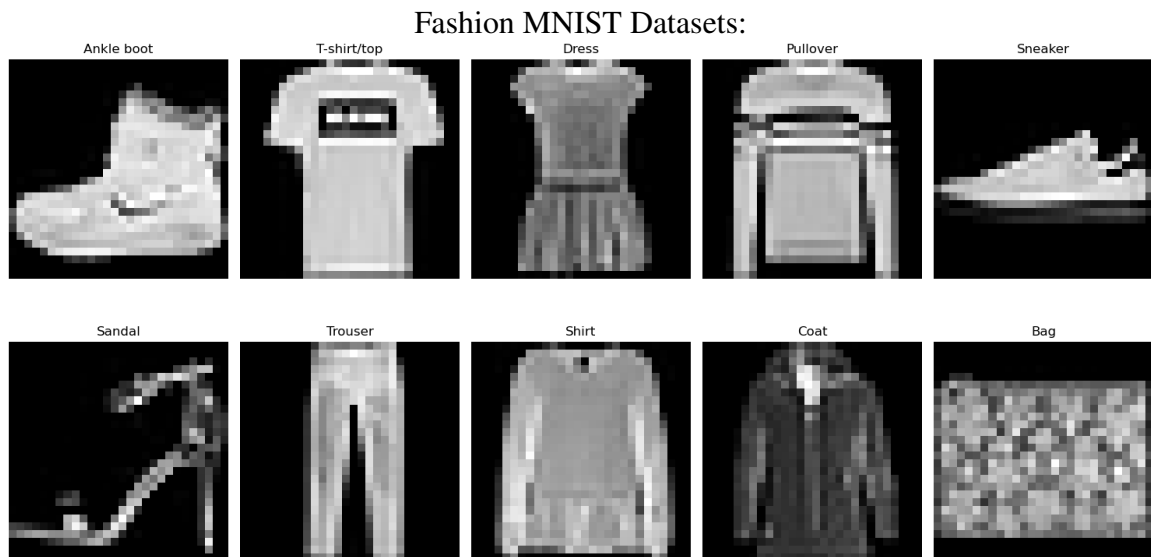 Fashion MNIST Datasets:
Ankle boot T-shirt/top Dress Pullover Sneaker
Sandal Trouser Shirt Coat Bag